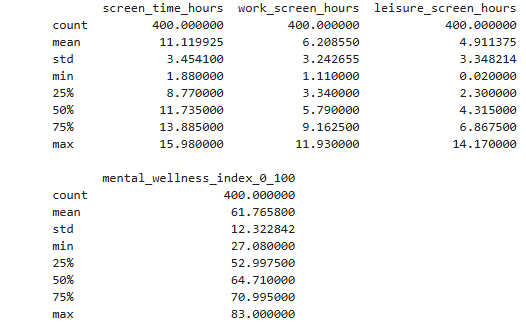 screen_time_hours work_screen_hours leisure_screen_hours
count 400.000000 400.000000 400.000000
mean 11.119925 6.208550 4.911375
std 3.454100 3.242655 3.348214
min 1.880000 1.110000 0.020000
25% 8.770000 3.340000 2.300000
50% 11.735000 5.790000 4.315000
75% 13.885000 9.162500 6.867500
max 15.980000 11.930000 14.170000
mental_wellness_index_0_100
count 400.000000
mean 61.765800
std 12.322842
min 27.080000
25% 52.997500
50% 64.710000
75% 70.995000
max 83.000000